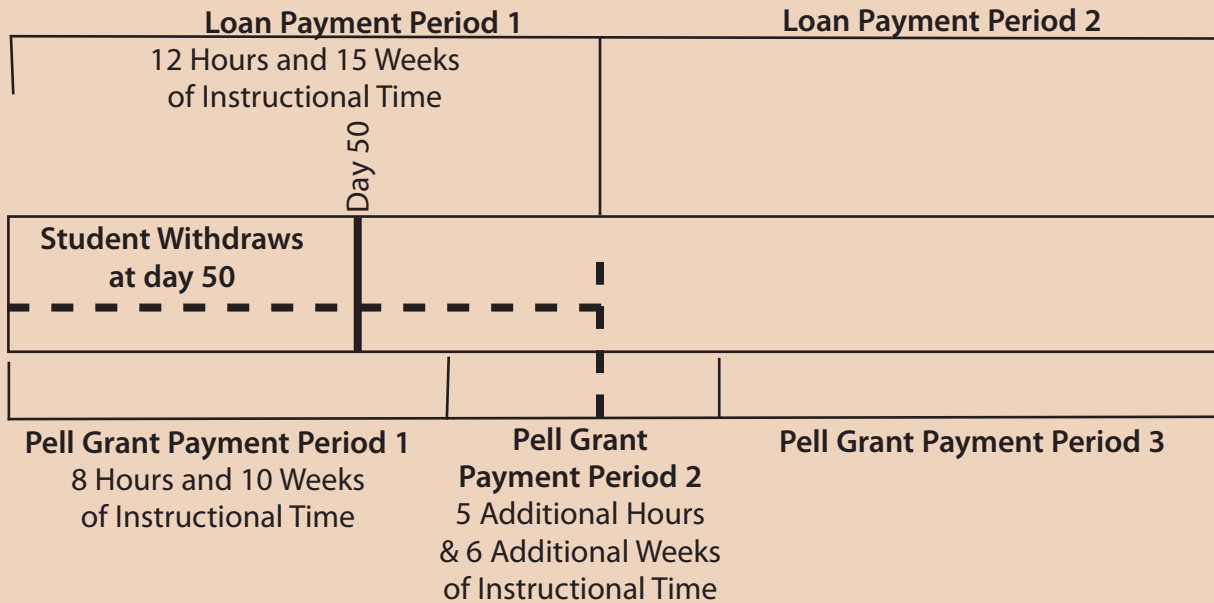 Loan Payment Period 1
12 Hours and 15 Weeks
of Instructional Time
Loan Payment Period 2
Day 50
Student Withdraws
at day 50
Pell Grant Payment Period 1
8 Hours and 10 Weeks
of Instructional Time
Pell Grant
Payment Period 2
5 Additional Hours
& 6 Additional Weeks
of Instructional Time
Pell Grant Payment Period 3